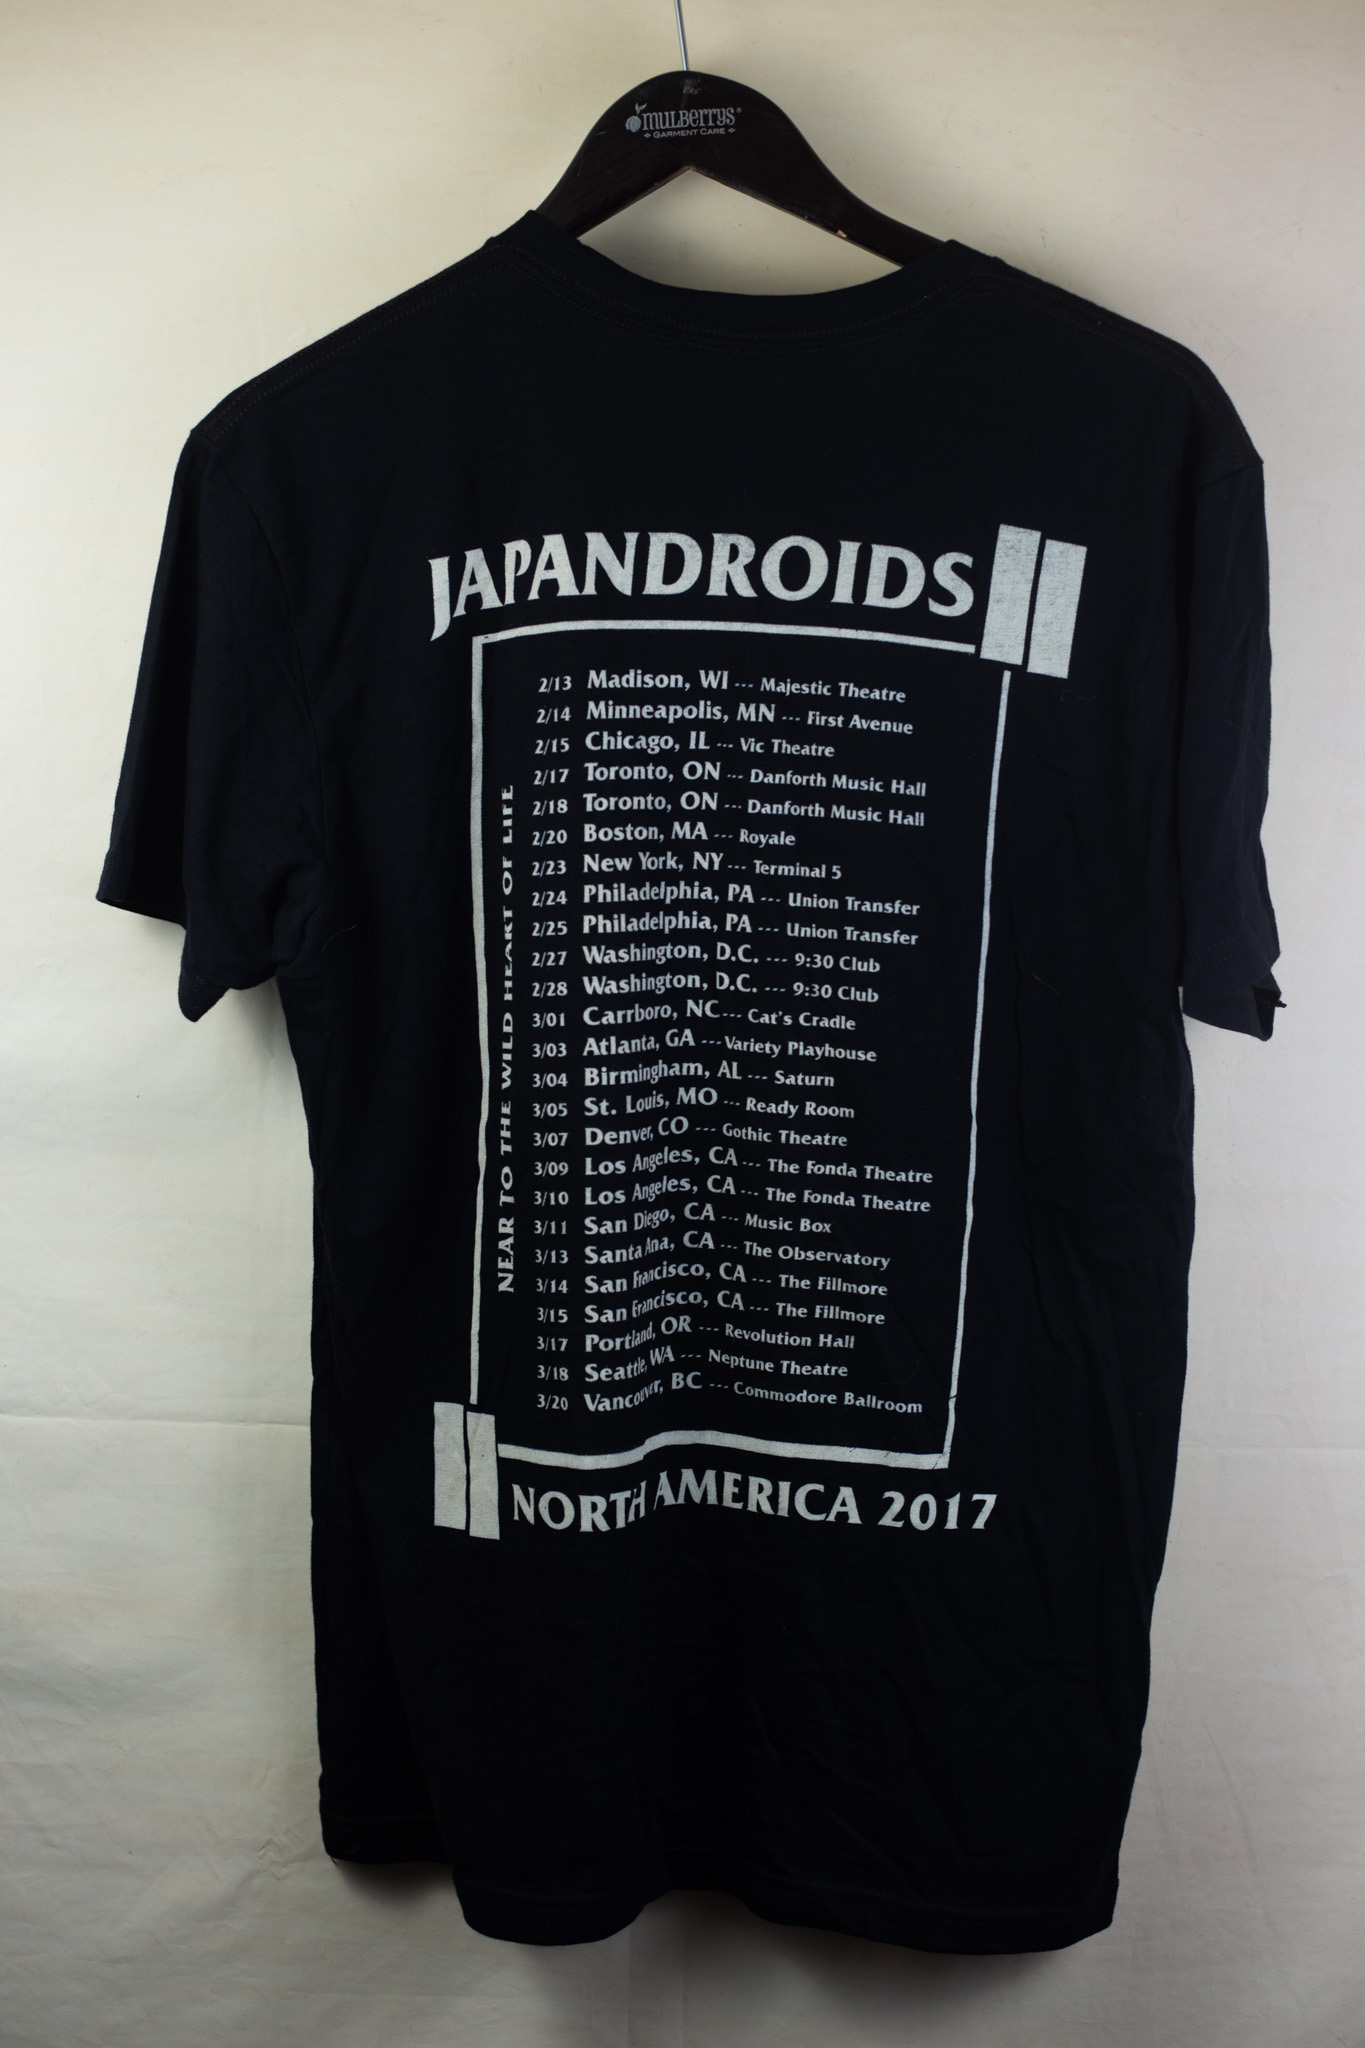 mulberrys®
GARMENT CARE
JAPANDROIDS
2/13 Madison, WI --- Majestic Theatre
2/14 Minneapolis, MN --- First Avenue
2/15 Chicago, IL --- Vic Theatre
2/17 Toronto, ON --- Danforth Music Hall
2/18 Toronto, ON --- Danforth Music Hall
2/20 Boston, MA --- Royale
2/23 New York, NY --- Terminal 5
2/24 Philadelphia, PA --- Union Transfer
2/25 Philadelphia, PA --- Union Transfer
2/27 Washington, D.C. --- 9:30 Club
2/28 Washington, D.C. --- 9:30 Club
3/01 Carrboro, NC --- Cat's Cradle
3/03 Atlanta, GA --- Variety Playhouse
3/04 Birmingham, AL --- Saturn
3/05 St. Louis, MO --- Ready Room
3/07 Denver, CO --- Gothic Theatre
3/09 Los Angeles, CA --- The Fonda Theatre
3/10 Los Angeles, CA --- The Fonda Theatre
3/11 San Diego, CA --- Music Box
3/13 Santa Ana, CA --- The Observatory
3/14 San Francisco, CA --- The Fillmore
3/15 San Francisco, CA --- The Fillmore
3/17 Portland, OR --- Revolution Hall
3/18 Seattle, WA --- Neptune Theatre
3/20 Vancouver, BC --- Commodore Ballroom
NEAR TO THE WILD HEART OF LIFE
NORTH AMERICA 2017